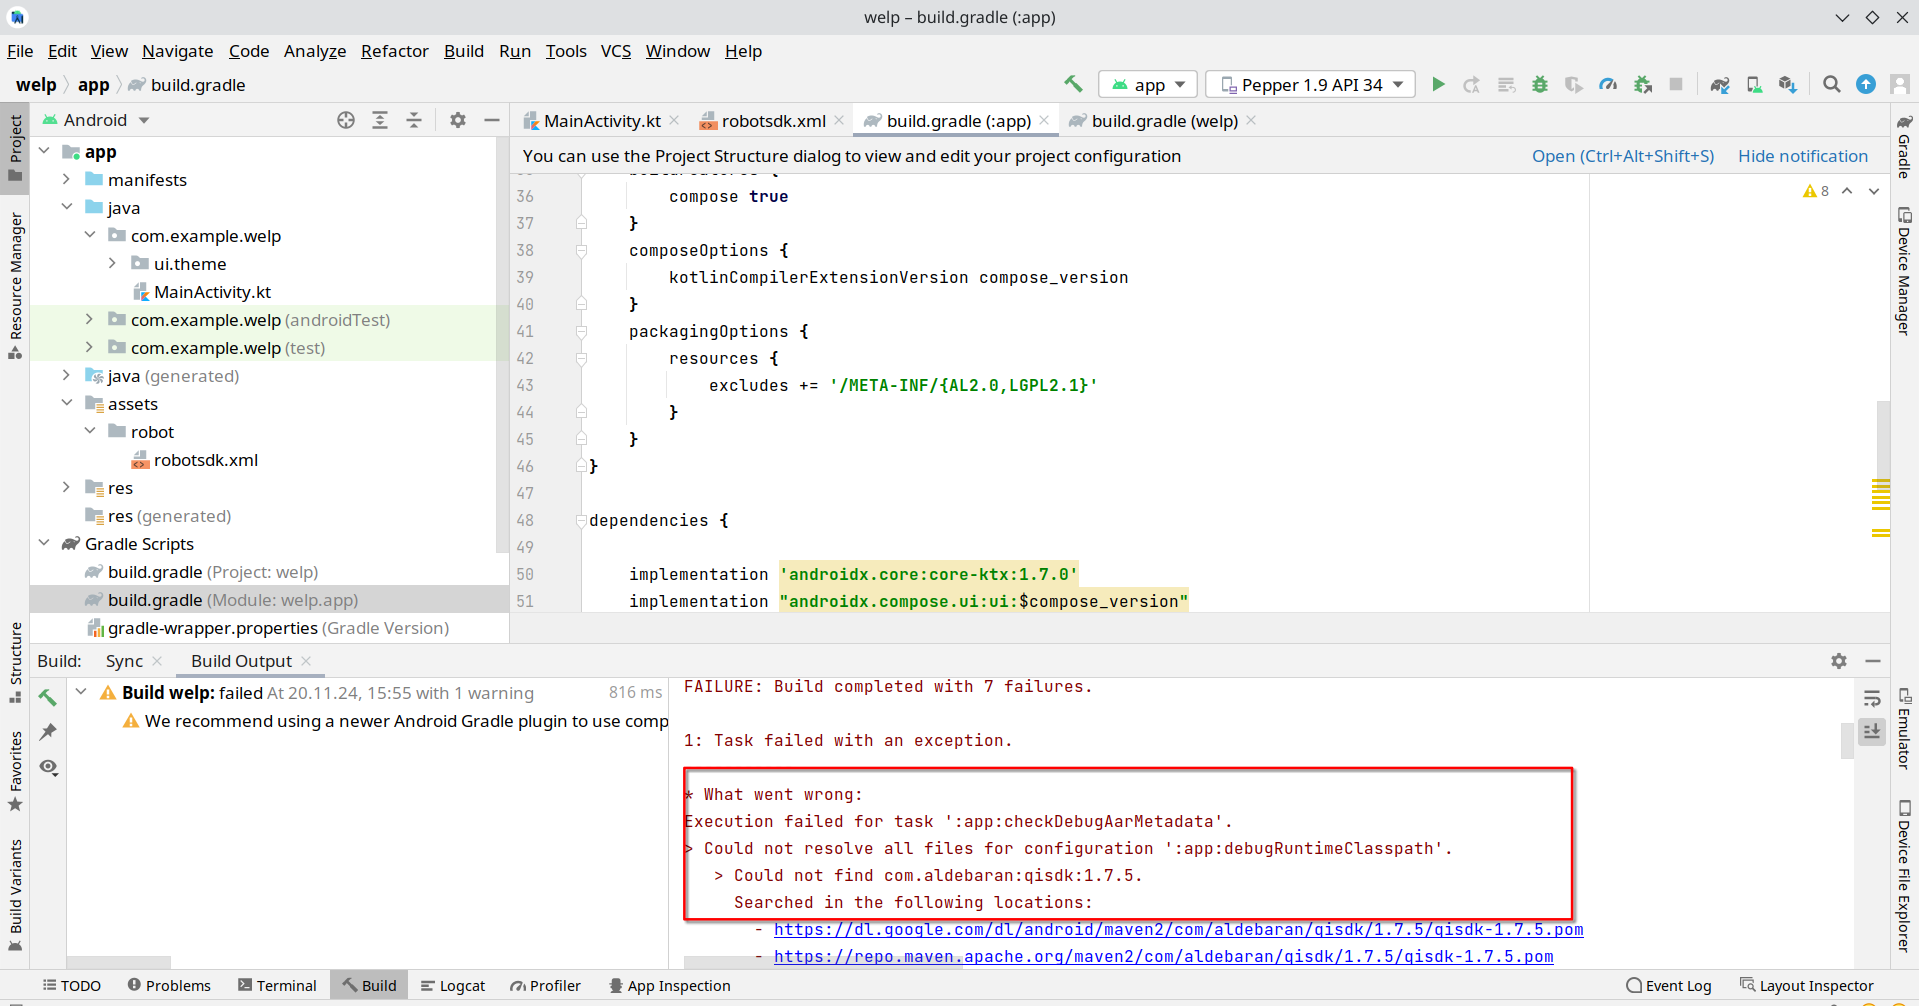 welp – build.gradle (:app)
File Edit View Navigate Code Analyze Refactor Build Run Tools VCS Window Help
welp app build.gradle
app Pepper 1.9 API 34
Project
Resource Manager
Structure
Favorites
Build Variants
Android
app
manifests
java
com.example.welp
ui.theme
MainActivity.kt
com.example.welp (androidTest)
com.example.welp (test)
java (generated)
assets
robot
robotsdk.xml
res
res (generated)
Gradle Scripts
build.gradle (Project: welp)
build.gradle (Module: welp.app)
gradle-wrapper.properties (Gradle Version)
MainActivity.kt robotsdk.xml build.gradle (:app) build.gradle (welp)
You can use the Project Structure dialog to view and edit your project configuration Open (Ctrl+Alt+Shift+S) Hide notification
8
36 compose true
37 }
38 composeOptions {
39 kotlinCompilerExtensionVersion compose_version
40 }
41 packagingOptions {
42 resources {
43 excludes += '/META-INF/{AL2.0,LGPL2.1}'
44 }
45 }
46 }
47
48 dependencies {
49
50 implementation 'androidx.core:core-ktx:1.7.0'
51 implementation "androidx.compose.ui:ui:$compose_version"
Gradle
Device Manager
Emulator
Device File Explorer
Build: Sync Build Output
Build welp: failed At 20.11.24, 15:55 with 1 warning 816 ms
We recommend using a newer Android Gradle plugin to use comp
FAILURE: Build completed with 7 failures.
1: Task failed with an exception.
* What went wrong:
Execution failed for task ':app:checkDebugAarMetadata'.
> Could not resolve all files for configuration ':app:debugRuntimeClasspath'.
> Could not find com.aldebaran:qisdk:1.7.5.
Searched in the following locations:
- https://dl.google.com/dl/android/maven2/com/aldebaran/qisdk/1.7.5/qisdk-1.7.5.pom
- https://repo.maven.apache.org/maven2/com/aldebaran/qisdk/1.7.5/qisdk-1.7.5.pom
TODO Problems Terminal Build Logcat Profiler App Inspection Event Log Layout Inspector